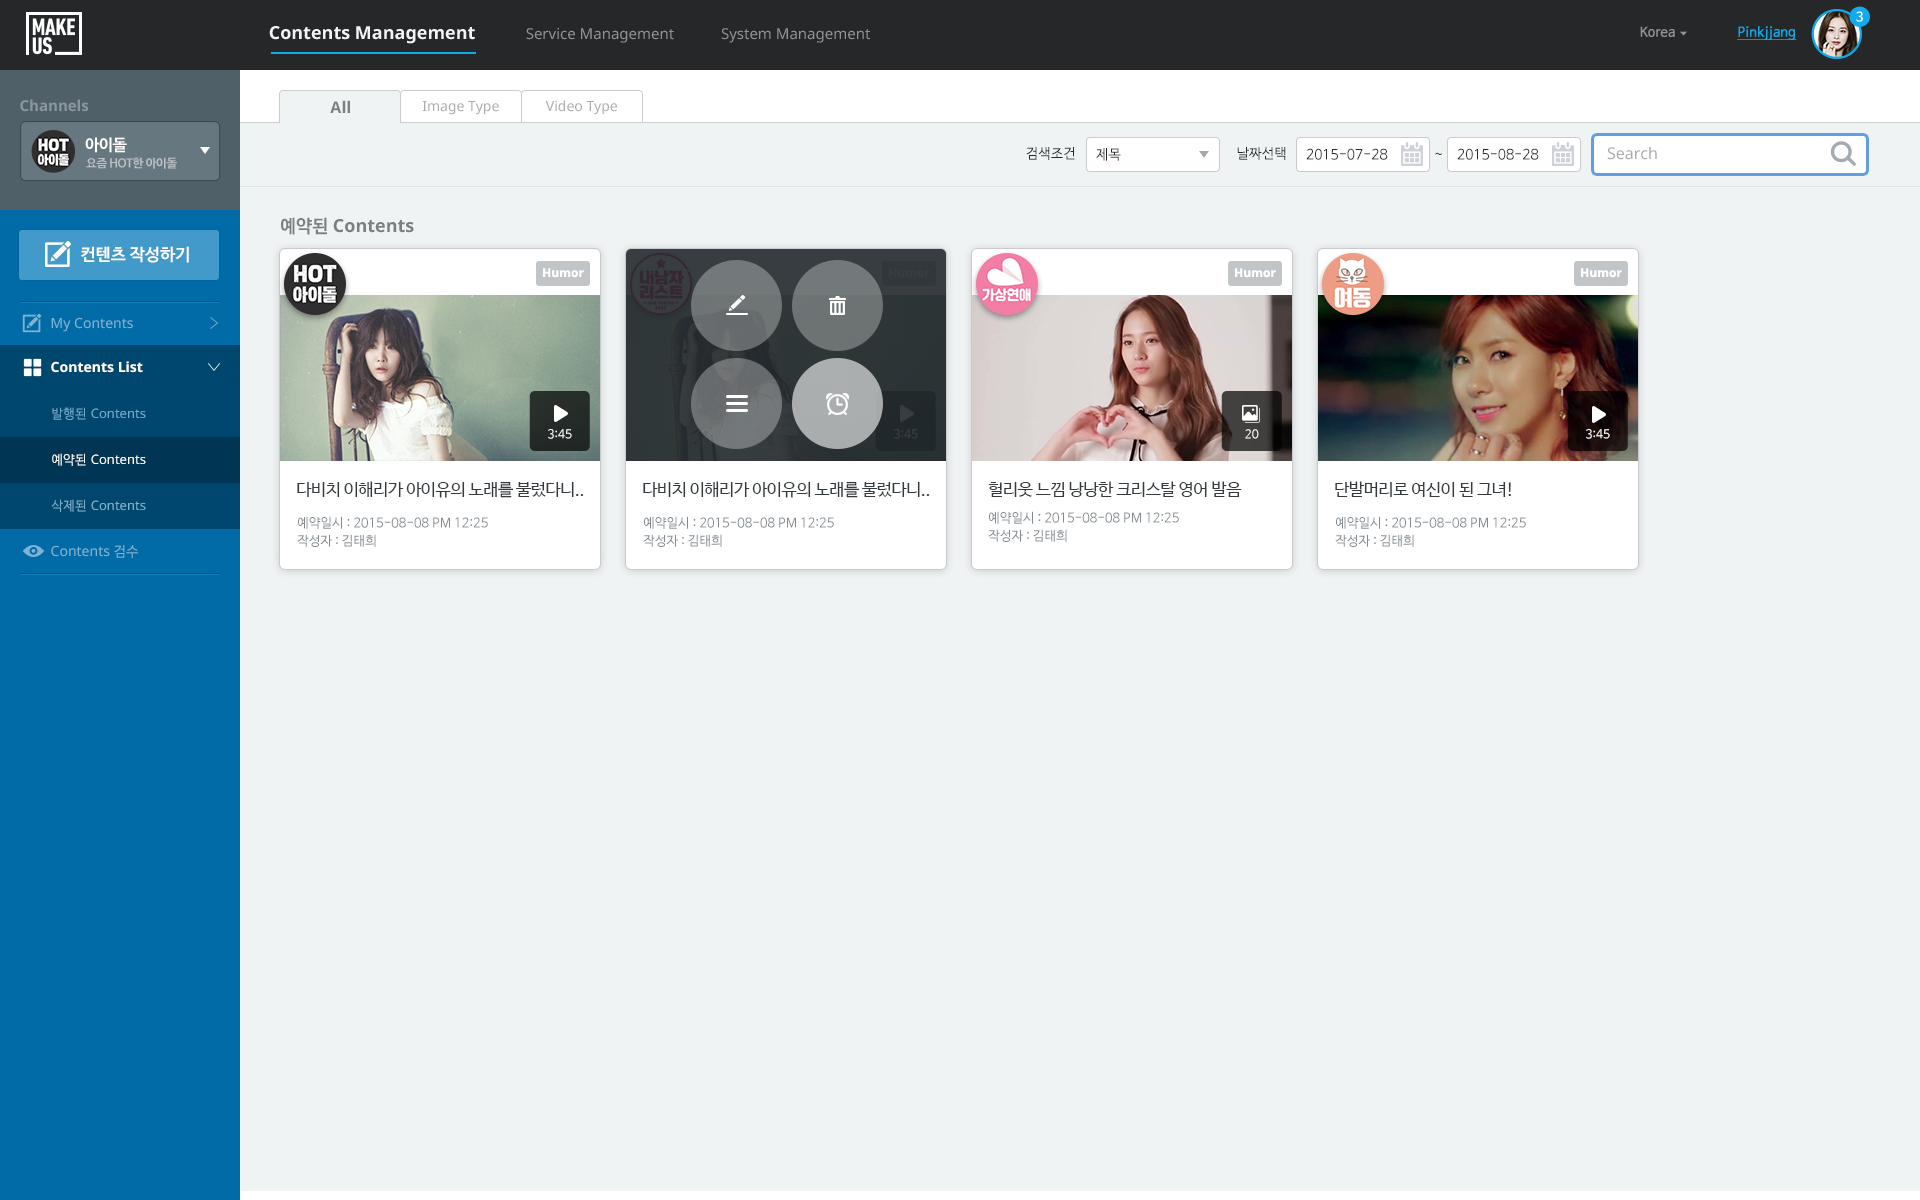 MAKE
US
Contents Management
Service Management
System Management
Korea
Pinkjjang
3
Channels
HOT
아이돌
아이돌
요즘 HOT한 아이돌
컨텐츠 작성하기
My Contents
Contents List
발행된 Contents
예약된 Contents
삭제된 Contents
Contents 검수
All
Image Type
Video Type
검색조건
제목
날짜선택
2015-07-28
~
2015-08-28
Search
예약된 Contents
HOT
아이돌
Humor
3:45
다비치 이해리가 아이유의 노래를 불렀다니..
예약일시 : 2015-08-08 PM 12:25
작성자 : 김태희
내남자
리스트
Humor
3:45
다비치 이해리가 아이유의 노래를 불렀다니..
예약일시 : 2015-08-08 PM 12:25
작성자 : 김태희
가상연애
Humor
20
헐리웃 느낌 낭낭한 크리스탈 영어 발음
예약일시 : 2015-08-08 PM 12:25
작성자 : 김태희
여동
Humor
3:45
단발머리로 여신이 된 그녀!
예약일시 : 2015-08-08 PM 12:25
작성자 : 김태희